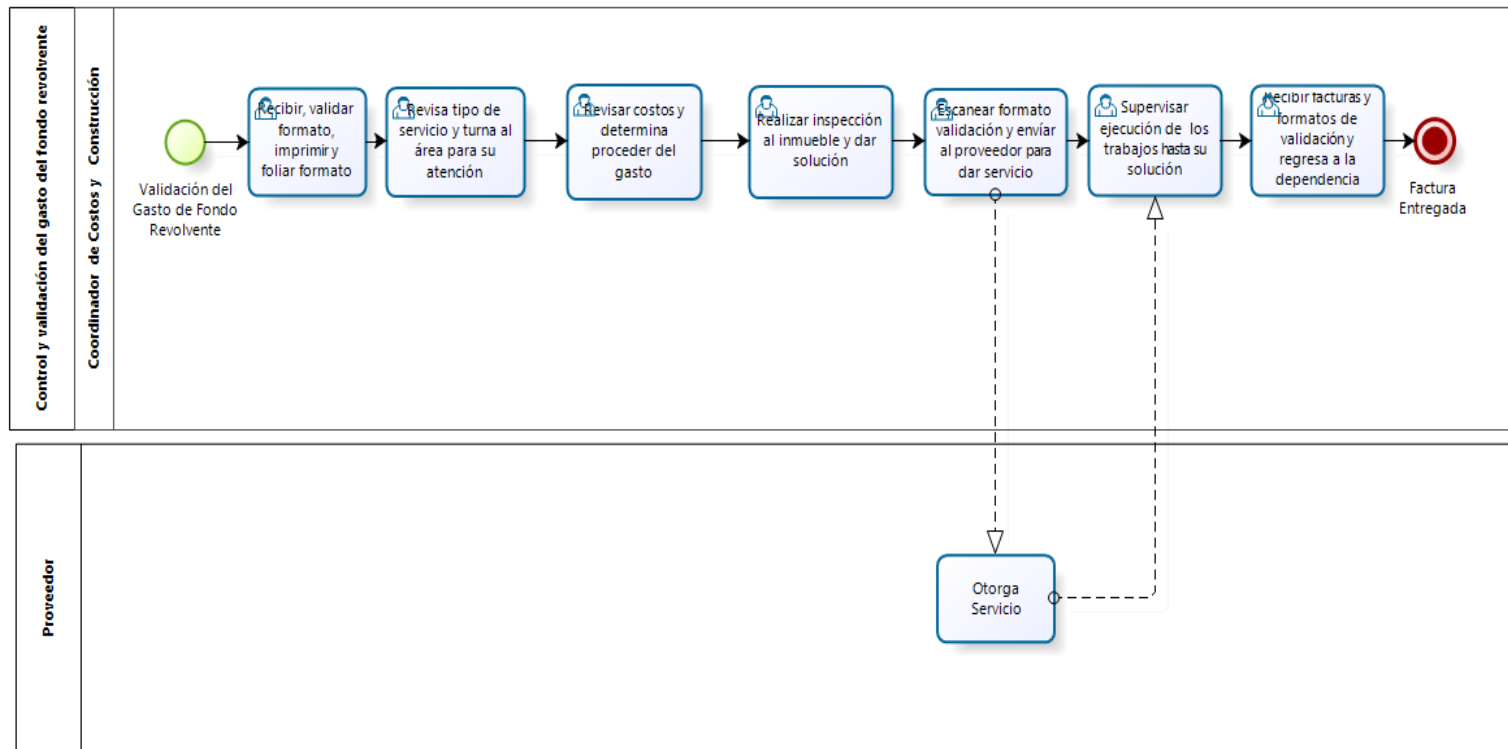 Control y validación del gasto del fondo revolvente
Coordinador de Costos y Construcción
Validación del
Gasto de Fondo
Revolvente
Recibir, validar
formato,
imprimir y
foliar formato
Revisa tipo de
servicio y turna al
área para su
atención
Revisar costos y
determina
proceder del
gasto
Realizar inspección
al inmueble y dar
solución
Escanear formato
validación y envíar
al proveedor para
dar servicio
Supervisar
ejecución de los
trabajos hasta su
solución
Recibir facturas y
formatos de
validación y
regresa a la
dependencia
Factura
Entregada
Proveedor
Otorga
Servicio